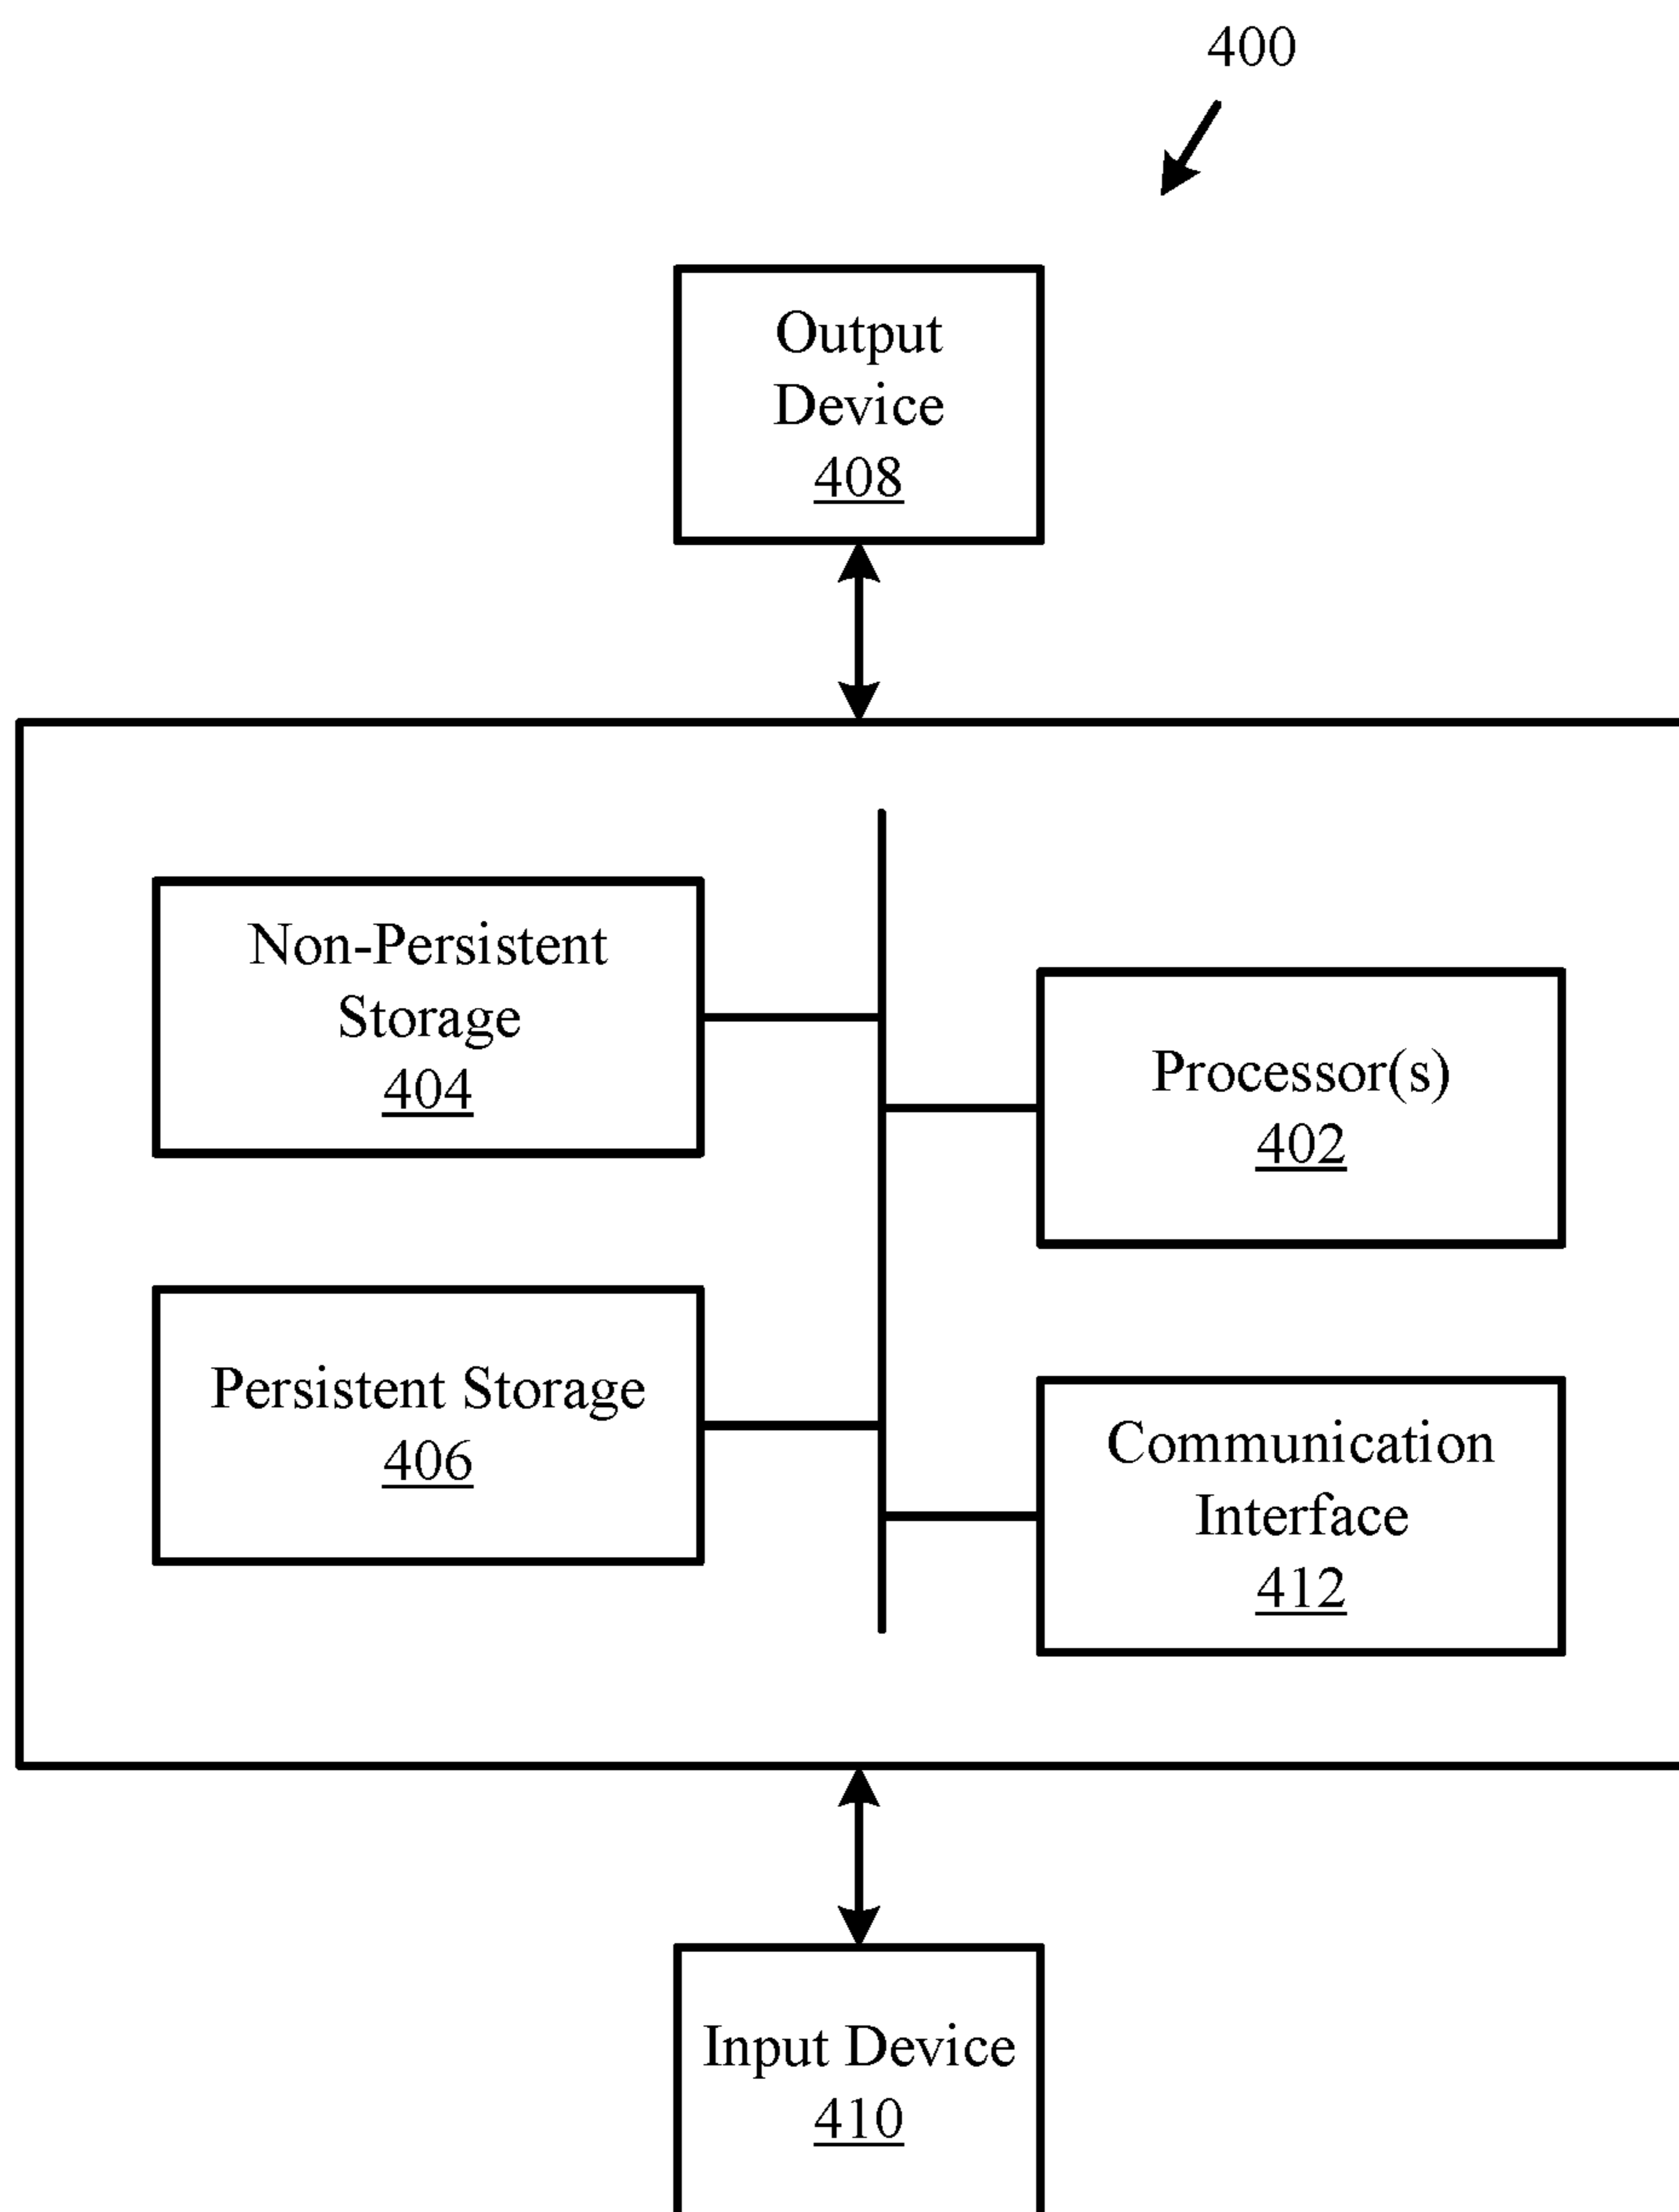 400
Output
Device
408
Non-Persistent
Storage
404
Processor(s)
402
Persistent Storage
406
Communication
Interface
412
Input Device
410